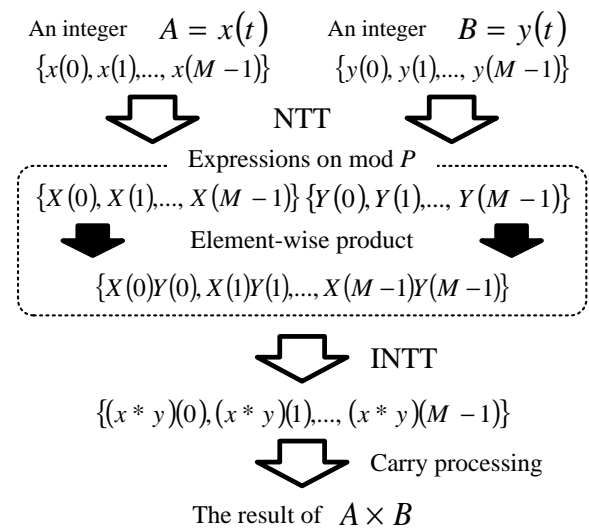 An integer A = x(t) An integer B = y(t)
{x(0), x(1),..., x(M − 1)} {y(0), y(1),..., y(M − 1)}
NTT
Expressions on mod P
{X(0), X(1),..., X(M − 1)} {Y(0), Y(1),..., Y(M − 1)}
Element-wise product
{X(0)Y(0), X(1)Y(1),..., X(M − 1)Y(M − 1)}
INTT
{(x * y)(0), (x * y)(1),..., (x * y)(M − 1)}
Carry processing
The result of A × B